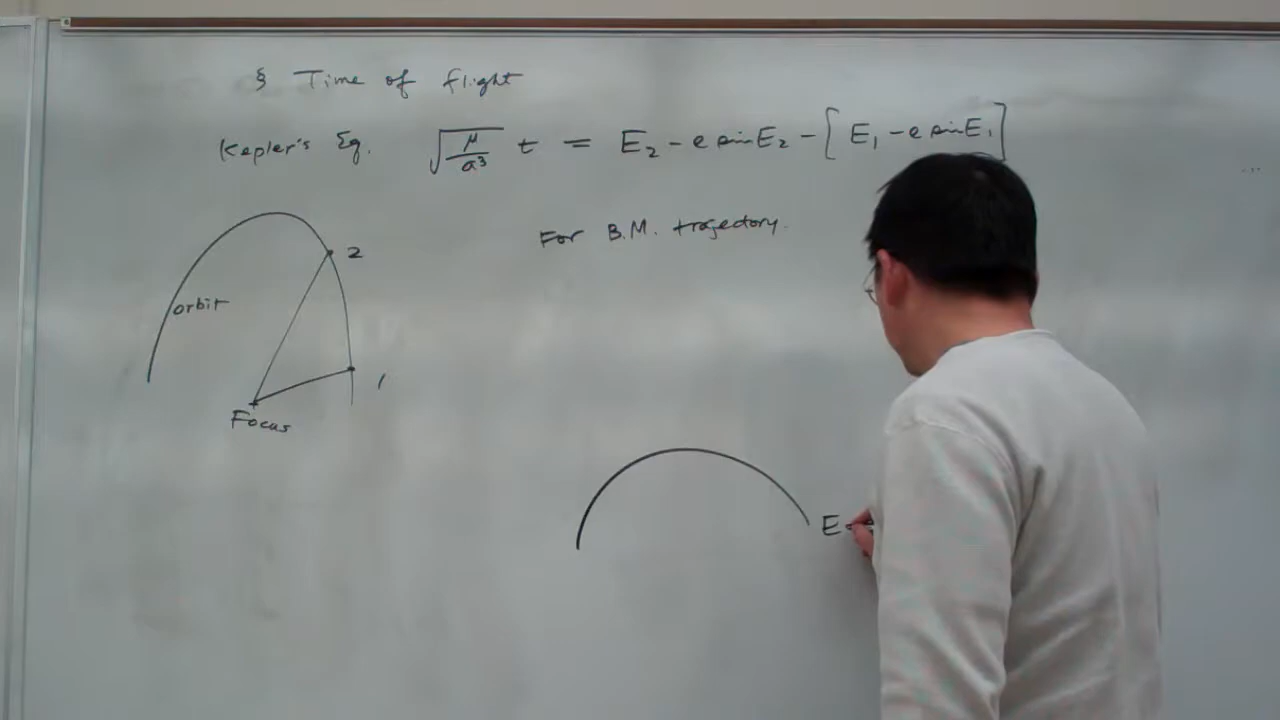 § Time of flight
Kepler's Eq. √(μ/a³) t = E₂ - e sin E₂ - [E₁ - e sin E₁]
For B.M. trajectory.
2
orbit
1
Focus
E